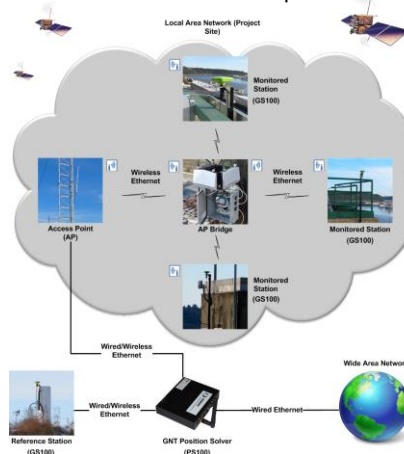 Local Area Network (Project
Site)
Monitored
Station
(GS100)
Wireless
Ethernet
Wireless
Ethernet
Access Point
(AP)
AP Bridge
Monitored Station
(GS100)
Monitored
Station
(GS100)
Wired/Wireless
Ethernet
Wide Area Network
Wired/Wireless
Ethernet
Wired Ethernet
Reference Station
(GS100)
GNT Position Solver
(PS100)